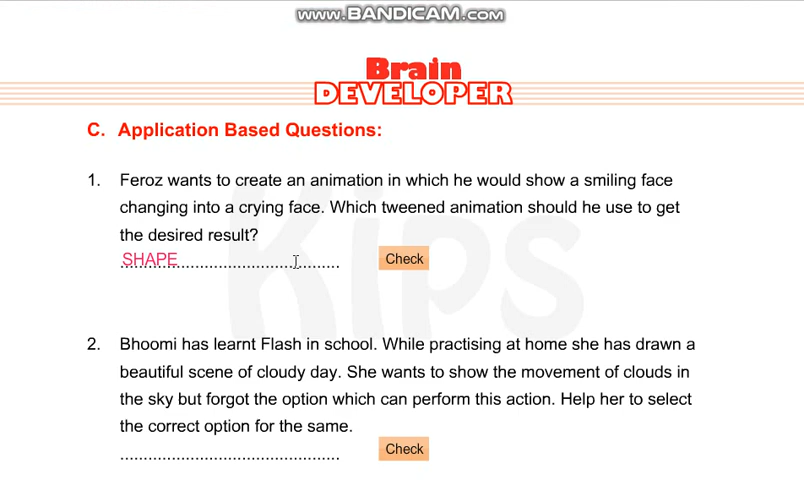 www.BANDICAM.com
Brain
DEVELOPER
C. Application Based Questions:
1. Feroz wants to create an animation in which he would show a smiling face
changing into a crying face. Which tweened animation should he use to get
the desired result?
SHAPE............................................... Check
2. Bhoomi has learnt Flash in school. While practising at home she has drawn a
beautiful scene of cloudy day. She wants to show the movement of clouds in
the sky but forgot the option which can perform this action. Help her to select
the correct option for the same.
............................................... Check
Kips